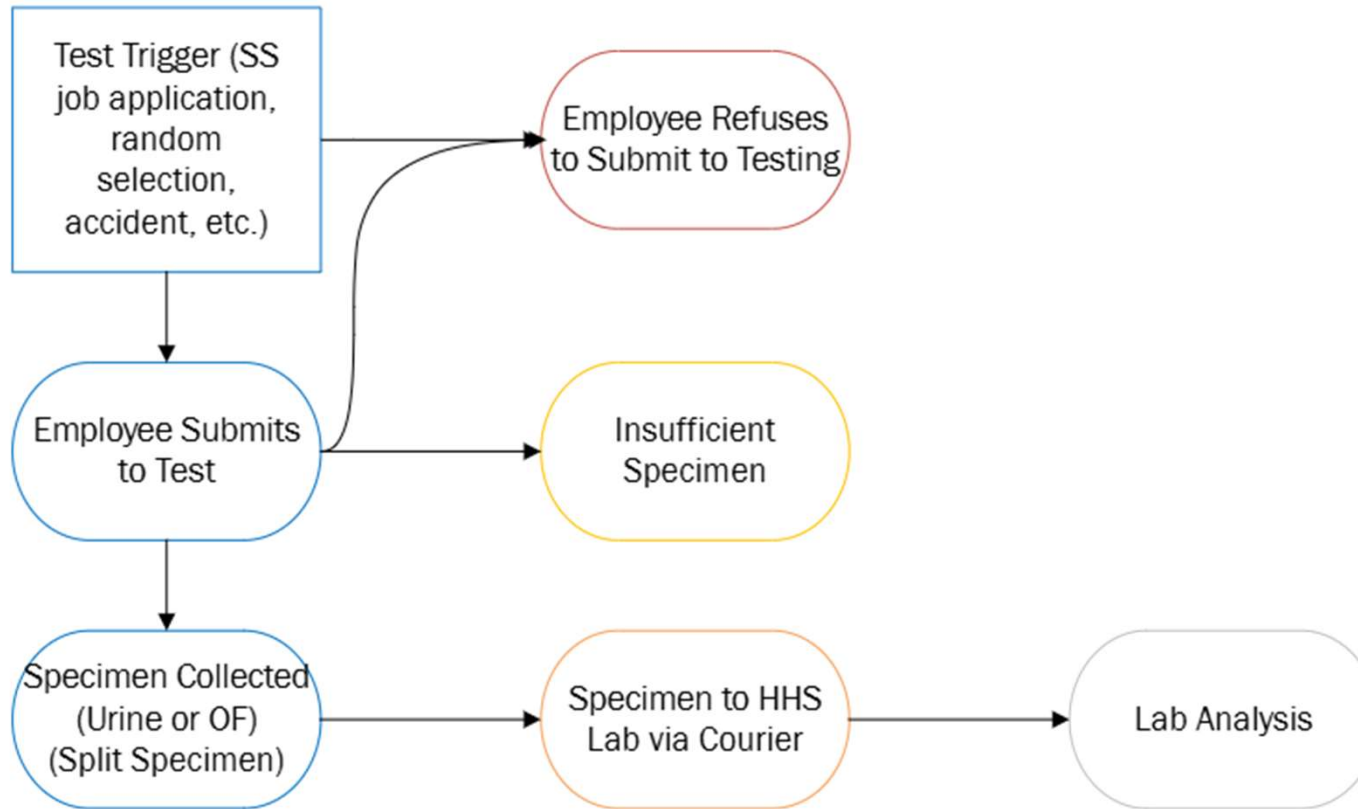 Test Trigger (SS
job application,
random
selection,
accident, etc.)
Employee Refuses
to Submit to Testing
Employee Submits
to Test
Insufficient
Specimen
Specimen Collected
(Urine or OF)
(Split Specimen)
Specimen to HHS
Lab via Courier
Lab Analysis